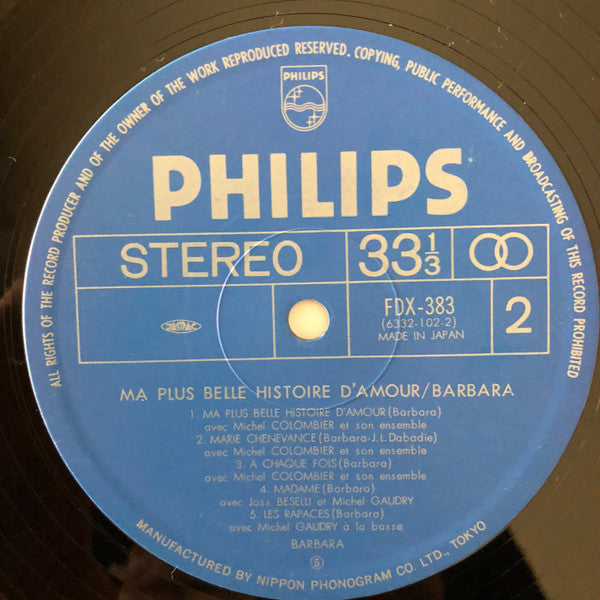 ALL RIGHTS OF THE RECORD PRODUCER AND OF THE OWNER OF THE WORK REPRODUCED RESERVED. COPYING, PUBLIC PERFORMANCE AND BROADCASTING OF THIS RECORD PROHIBITED
PHILIPS
PHILIPS
STEREO
33 1/3
JASRAC
FDX-383
(6332-102-2)
MADE IN JAPAN
2
MA PLUS BELLE HISTOIRE D'AMOUR/BARBARA
1. MA PLUS BELLE HISTOIRE D'AMOUR (Barbara)
avec Michel COLOMBIER et son ensemble
2. MARIE CHENEVANCE (Barbara-J.L.Dabadie)
avec Michel COLOMBIER et son ensemble
3. A CHAQUE FOIS (Barbara)
avec Michel COLOMBIER et son ensemble
4. MADAME (Barbara)
avec Joss BESELLI et Michel GAUDRY
5. LES RAPACES (Barbara)
avec Michel GAUDRY à la basse
BARBARA
5
MANUFACTURED BY NIPPON PHONOGRAM CO. LTD., TOKYO